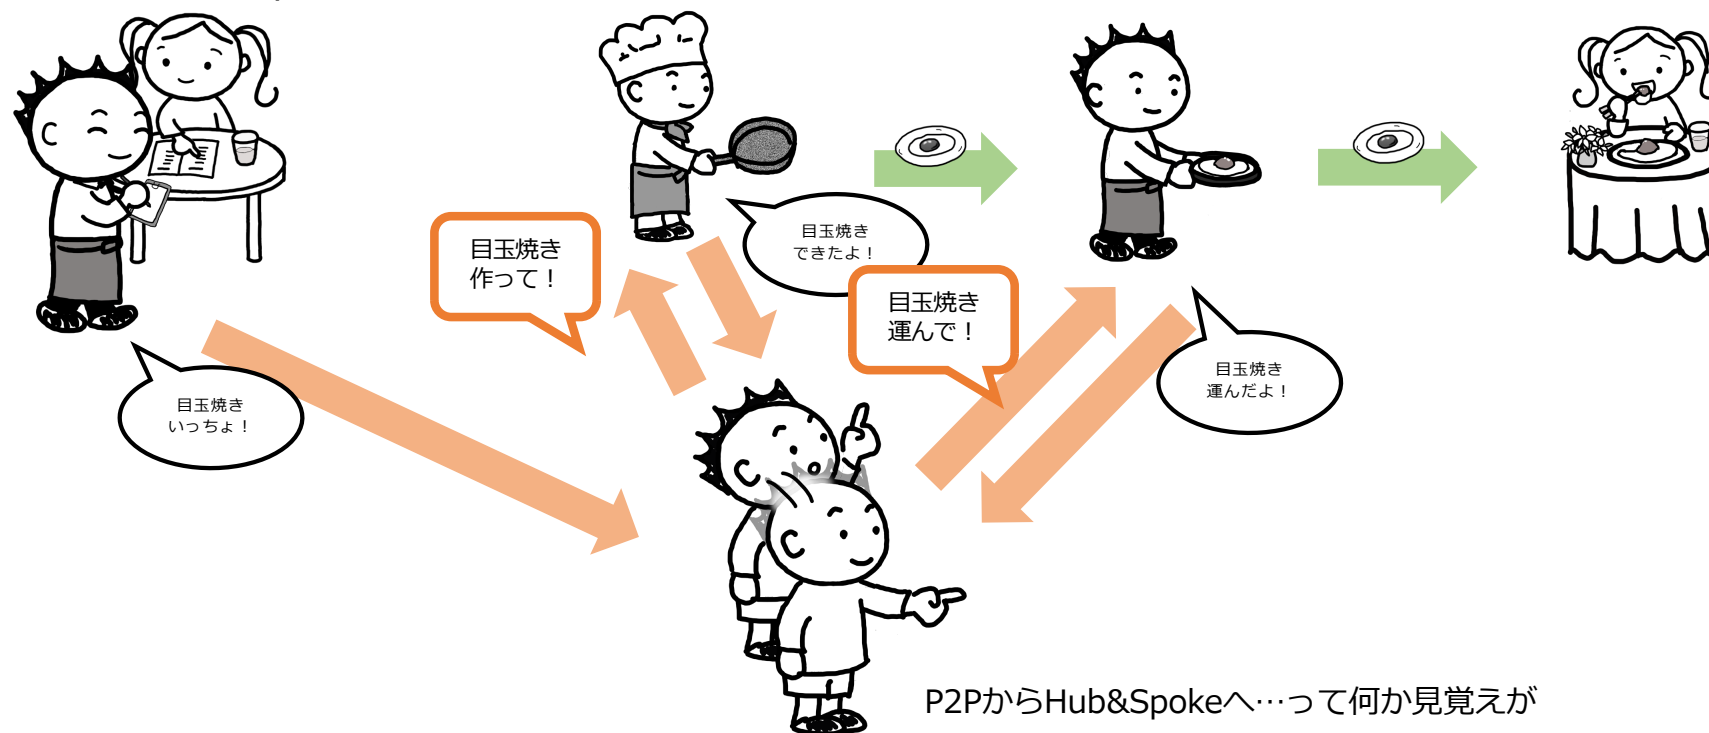 目玉焼き
いっちょ！
目玉焼き
作って！
目玉焼き
できたよ！
目玉焼き
運んで！
目玉焼き
運んだよ！
P2PからHub&Spokeへ…って何か見覚えが